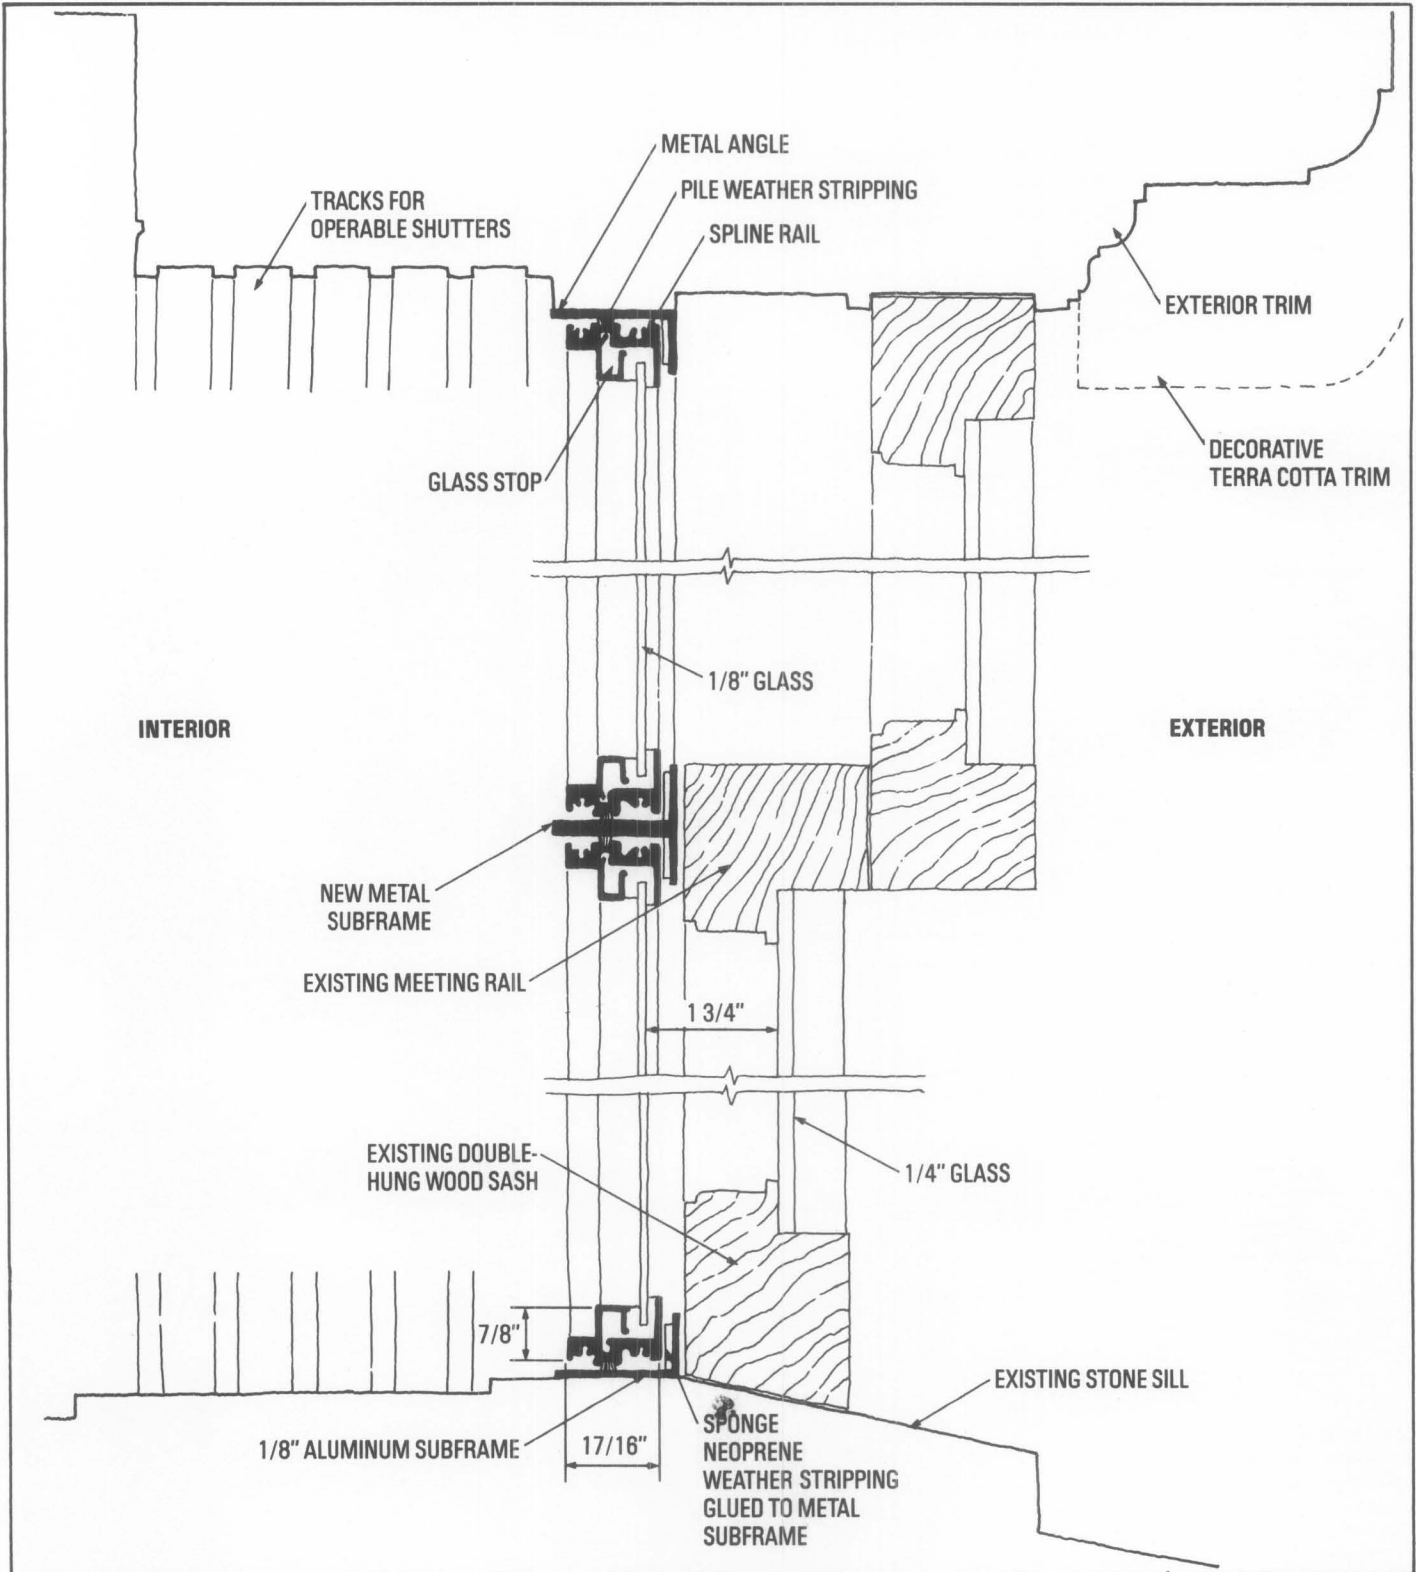 METAL ANGLE
PILE WEATHER STRIPPING
TRACKS FOR
OPERABLE SHUTTERS
SPLINE RAIL
EXTERIOR TRIM
GLASS STOP
DECORATIVE
TERRA COTTA TRIM
1/8" GLASS
INTERIOR
EXTERIOR
NEW METAL
SUBFRAME
EXISTING MEETING RAIL
1 3/4"
EXISTING DOUBLE-
HUNG WOOD SASH
1/4" GLASS
7/8"
EXISTING STONE SILL
1/8" ALUMINUM SUBFRAME
17/16"
SPONGE
NEOPRENE
WEATHER STRIPPING
GLUED TO METAL
SUBFRAME